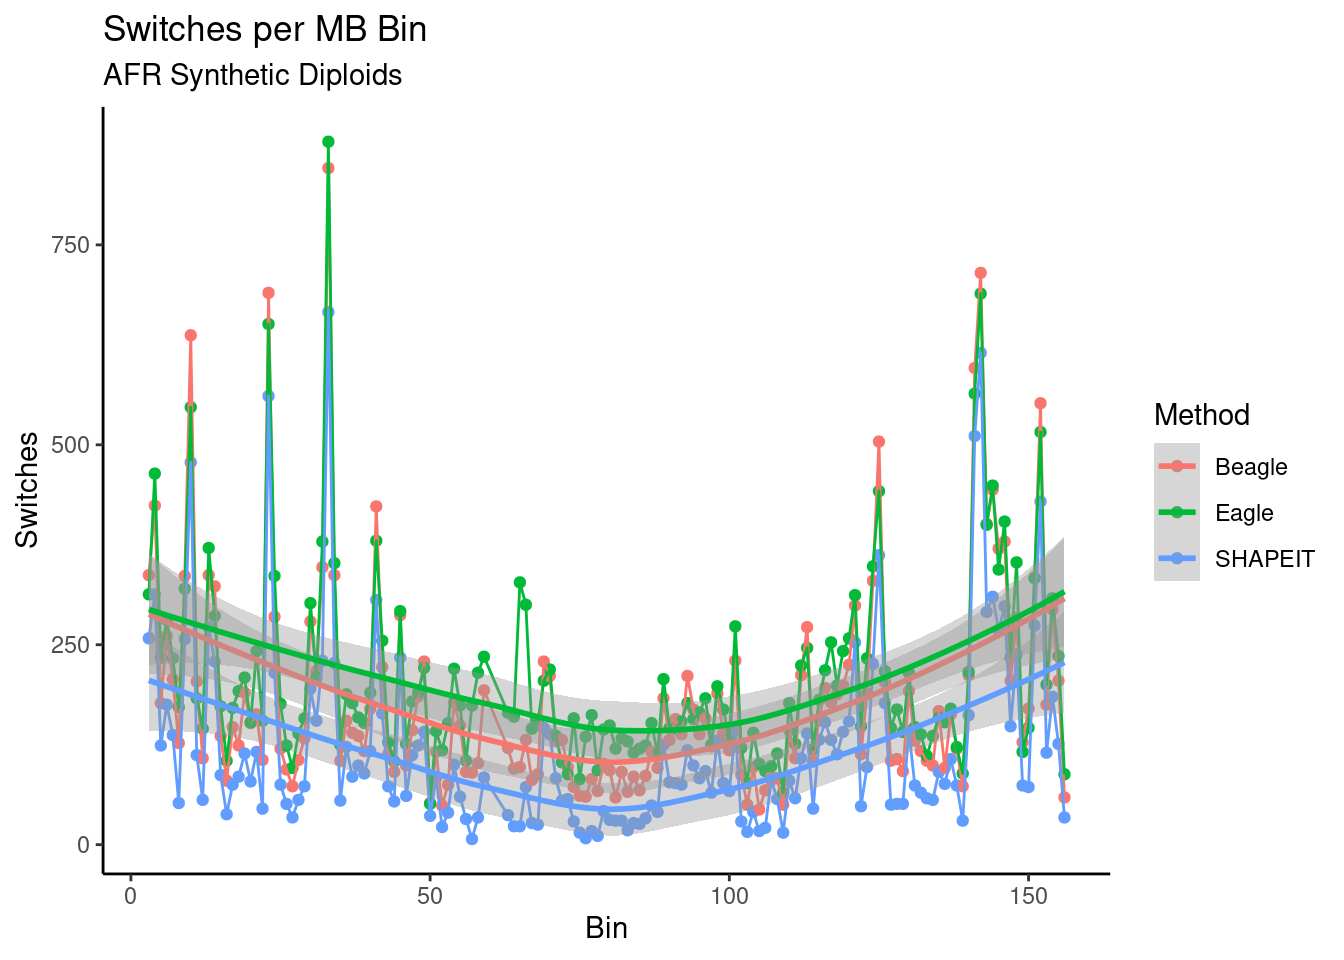 Switches per MB Bin
AFR Synthetic Diploids
Switches
750
500
250
0
0
50
100
150
Bin
Method
Beagle
Eagle
SHAPEIT